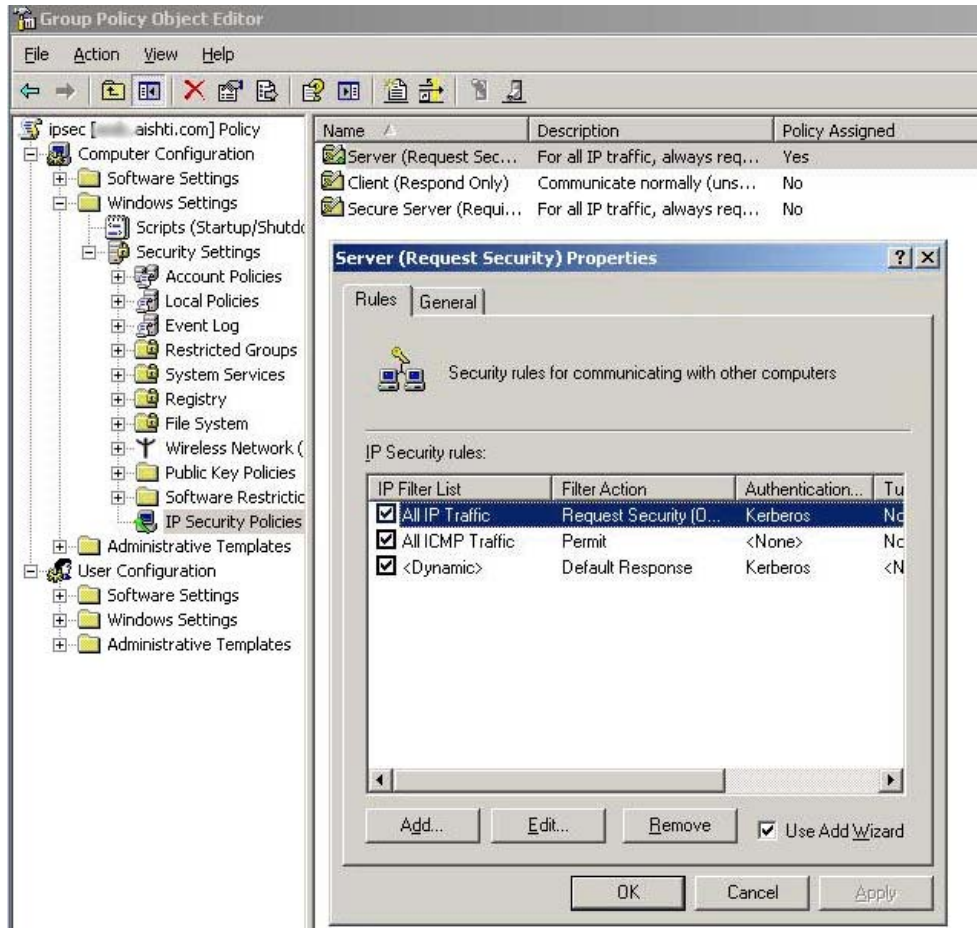 Group Policy Object Editor
File Action View Help
ipsec [ aishti.com] Policy
Computer Configuration
Software Settings
Windows Settings
Scripts (Startup/Shutdo
Security Settings
Account Policies
Local Policies
Event Log
Restricted Groups
System Services
Registry
File System
Wireless Network (
Public Key Policies
Software Restrictic
IP Security Policies
Administrative Templates
User Configuration
Software Settings
Windows Settings
Administrative Templates
Name Description Policy Assigned
Server (Request Sec... For all IP traffic, always req... Yes
Client (Respond Only) Communicate normally (uns... No
Secure Server (Requi... For all IP traffic, always req... No
Server (Request Security) Properties
Rules General
Security rules for communicating with other computers
IP Security rules:
IP Filter List Filter Action Authentication... Tu
All IP Traffic Request Security (O... Kerberos No
All ICMP Traffic Permit <None> No
<Dynamic> Default Response Kerberos <N
Add... Edit... Remove Use Add Wizard
OK Cancel Apply